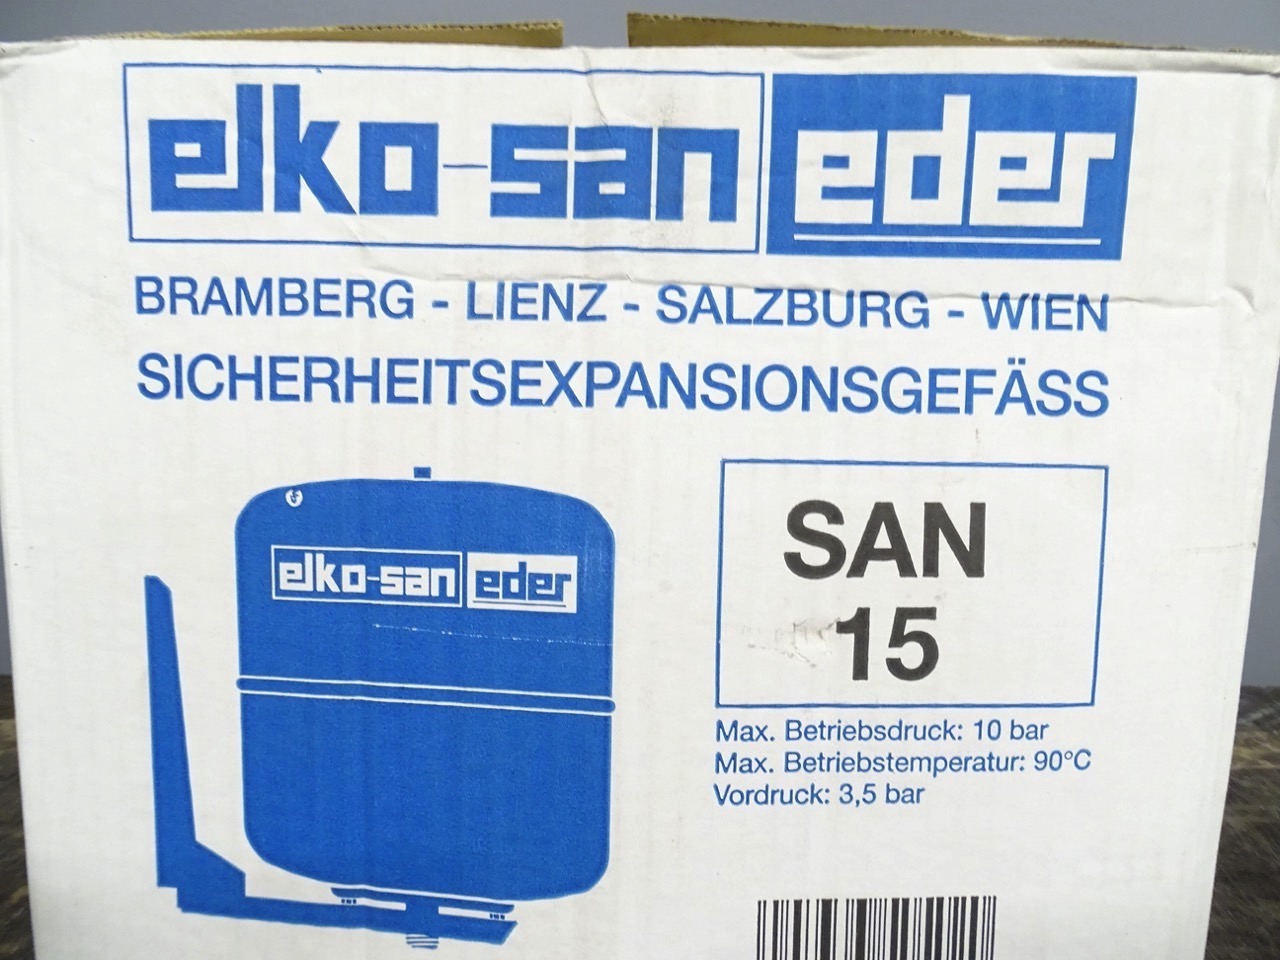 elko-san eder
BRAMBERG - LIENZ - SALZBURG - WIEN
SICHERHEITSEXPANSIONSGEFÄSS
elko-san eder
SAN
15
Max. Betriebsdruck: 10 bar
Max. Betriebstemperatur: 90°C
Vordruck: 3,5 bar